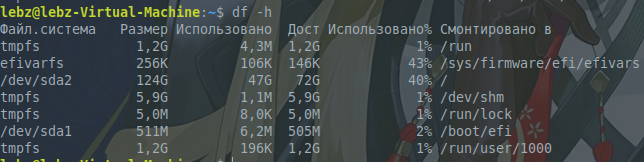 lebz@lebz-Virtual-Machine:~$ df -h
Файл.система Размер Использовано Дост Использовано% Смонтировано в
tmpfs 1,2G 4,3M 1,2G 1% /run
efivarfs 256K 106K 146K 43% /sys/firmware/efi/efivars
/dev/sda2 124G 47G 72G 40% /
tmpfs 5,9G 1,1M 5,9G 1% /dev/shm
tmpfs 5,0M 8,0K 5,0M 1% /run/lock
/dev/sda1 511M 6,2M 505M 2% /boot/efi
tmpfs 1,2G 196K 1,2G 1% /run/user/1000
lebz@lebz-Virtual-Machine:~$